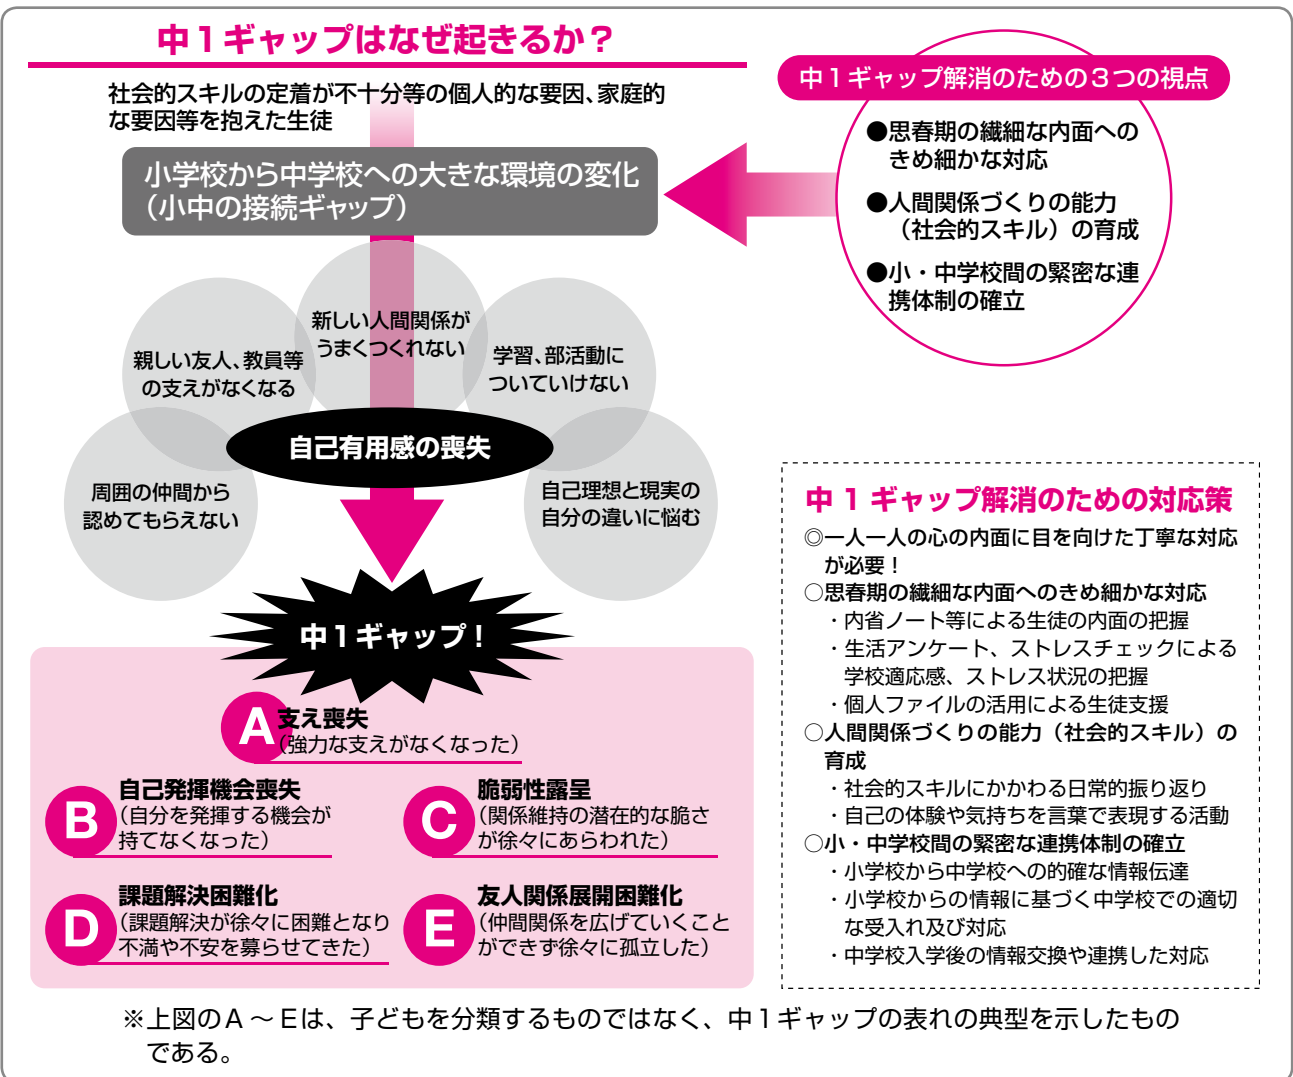 中１ギャップはなぜ起きるか？
社会的スキルの定着が不十分等の個人的な要因、家庭的
な要因等を抱えた生徒
小学校から中学校への大きな環境の変化
（小中の接続ギャップ）
中１ギャップ解消のための３つの視点
●思春期の繊細な内面への
きめ細かな対応
●人間関係づくりの能力
（社会的スキル）の育成
●小・中学校間の緊密な連
携体制の確立
新しい人間関係が
うまくつくれない
親しい友人、教員等
の支えがなくなる
学習、部活動に
ついていけない
自己有用感の喪失
周囲の仲間から
認めてもらえない
自己理想と現実の
自分の違いに悩む
中１ギャップ！
A
支え喪失
（強力な支えがなくなった）
B
自己発揮機会喪失
（自分を発揮する機会が
持てなくなった）
C
脆弱性露呈
（関係維持の潜在的な脆さ
が徐々にあらわれた）
D
課題解決困難化
（課題解決が徐々に困難となり
不満や不安を募らせてきた）
E
友人関係展開困難化
（仲間関係を広げていくこと
ができず徐々に孤立した）
中１ギャップ解消のための対応策
◎一人一人の心の内面に目を向けた丁寧な対応
が必要！
○思春期の繊細な内面へのきめ細かな対応
・内省ノート等による生徒の内面の把握
・生活アンケート、ストレスチェックによる
学校適応感、ストレス状況の把握
・個人ファイルの活用による生徒支援
○人間関係づくりの能力（社会的スキル）の
育成
・社会的スキルにかかわる日常的振り返り
・自己の体験や気持ちを言葉で表現する活動
○小・中学校間の緊密な連携体制の確立
・小学校から中学校への的確な情報伝達
・小学校からの情報に基づく中学校での適切
な受入れ及び対応
・中学校入学後の情報交換や連携した対応
※上図のＡ～Ｅは、子どもを分類するものではなく、中１ギャップの表れの典型を示したもの
である。